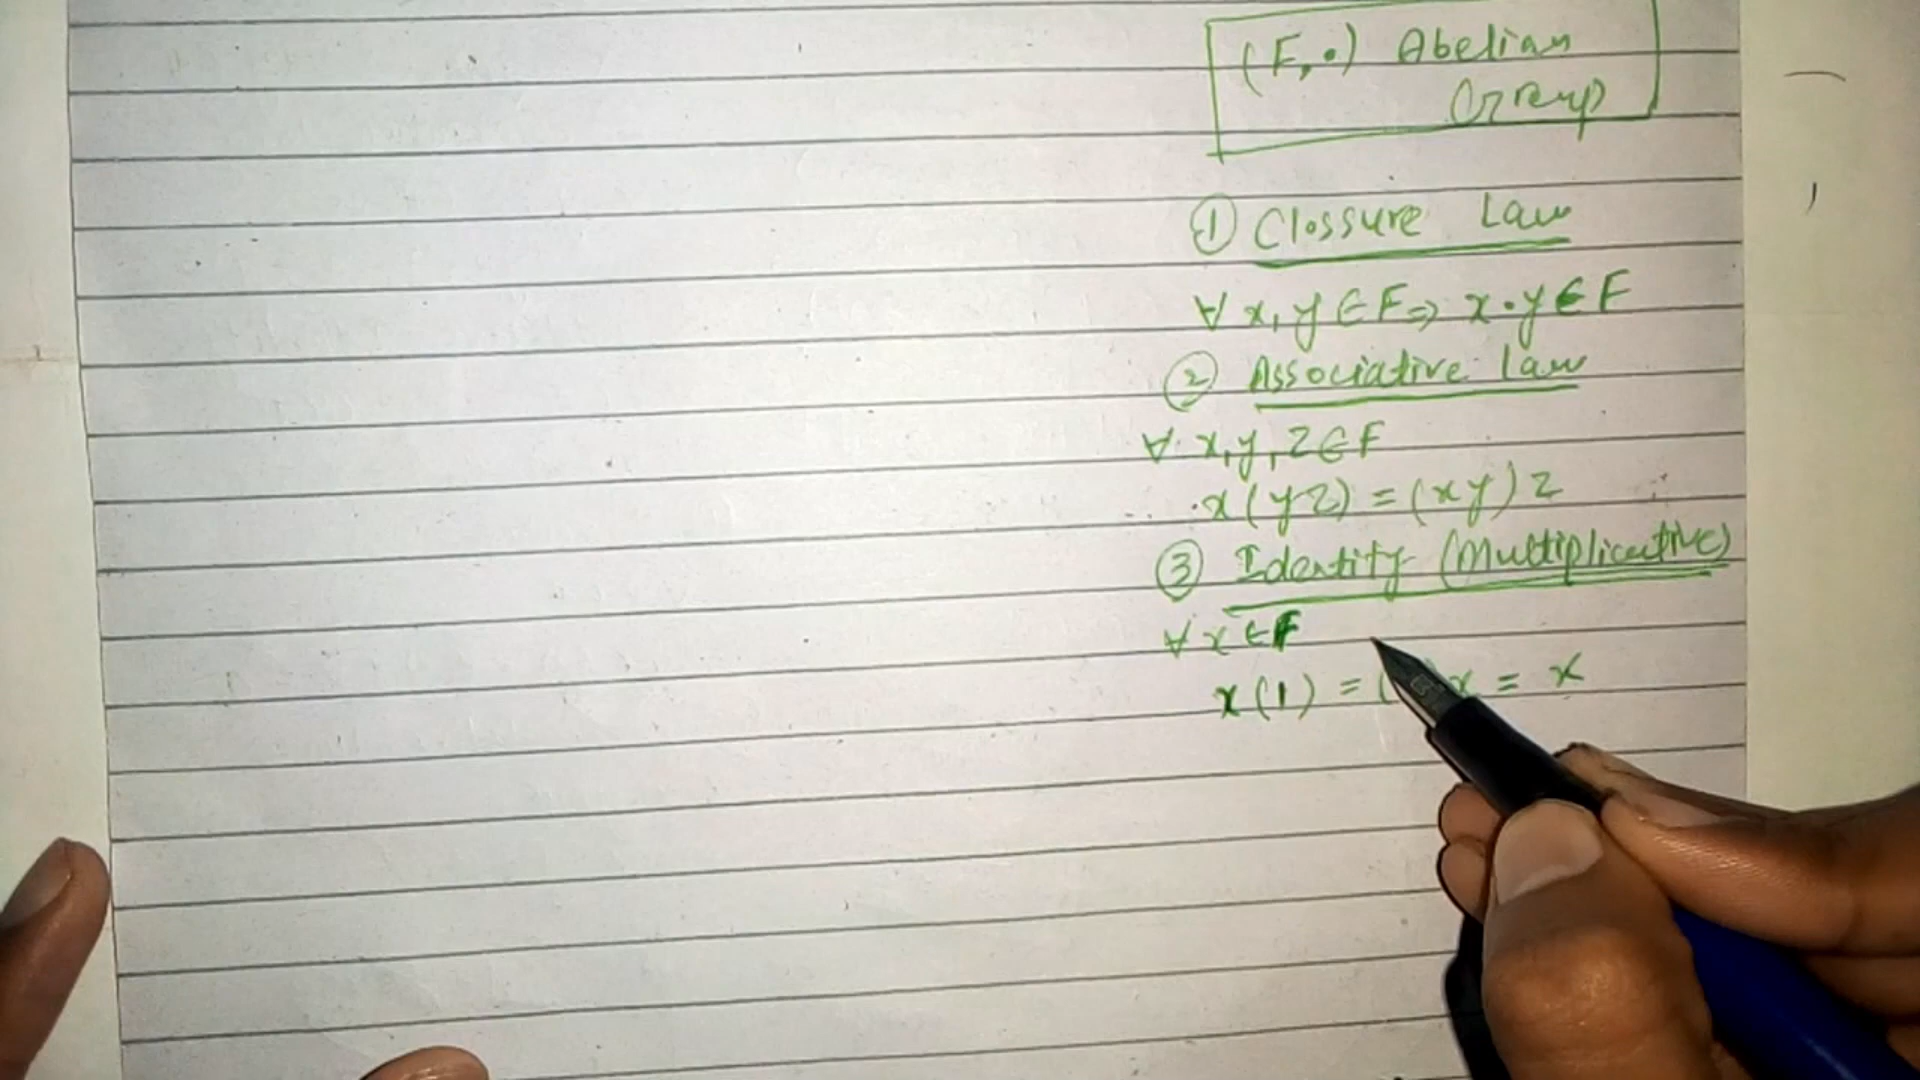 (F, •) Abelian
Group
① Clossure Law
∀ x, y ∈ F ⇒ x • y ∈ F
② Associative law
∀ x, y, z ∈ F
x(yz) = (xy)z
③ Identity (Multiplicative)
∀ x ∈ F
x(1) = ( x = x